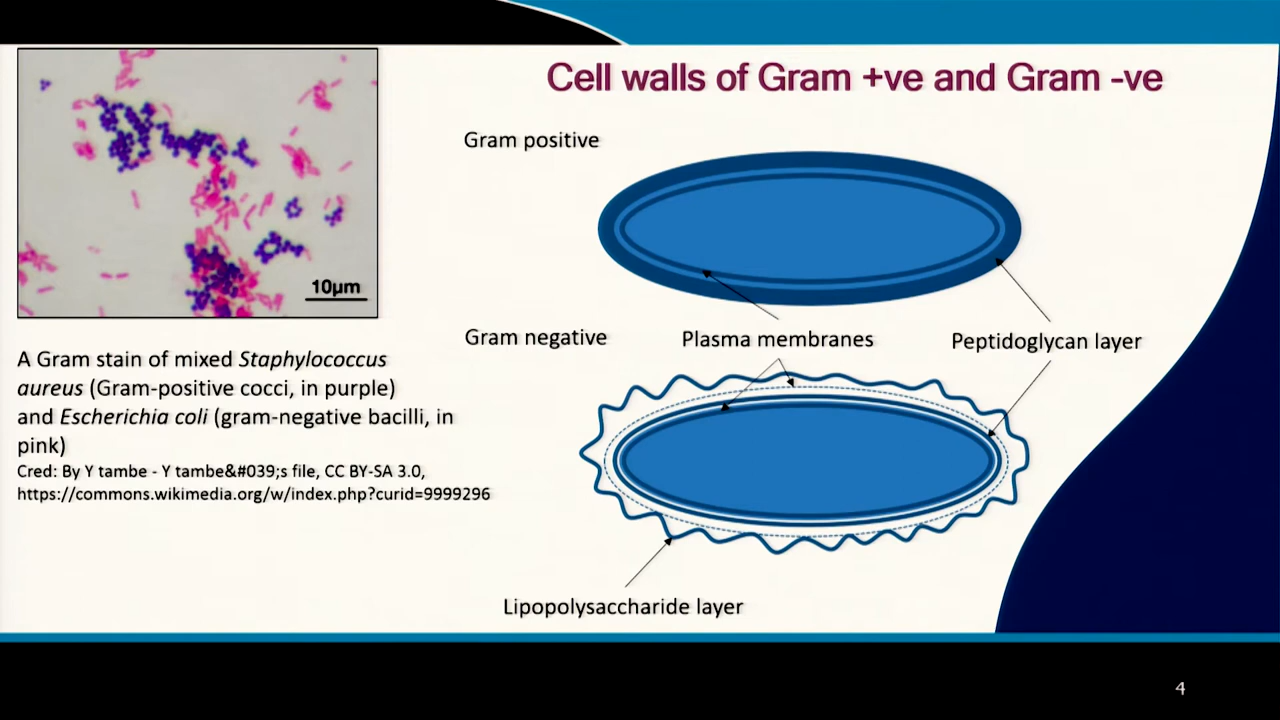 Cell walls of Gram +ve and Gram -ve
10µm
A Gram stain of mixed Staphylococcus
aureus (Gram-positive cocci, in purple)
and Escherichia coli (gram-negative bacilli, in
pink)
Cred: By Y tambe - Y tambe&#039;s file, CC BY-SA 3.0,
https://commons.wikimedia.org/w/index.php?curid=9999296
Gram positive
Gram negative
Plasma membranes
Peptidoglycan layer
Lipopolysaccharide layer
4